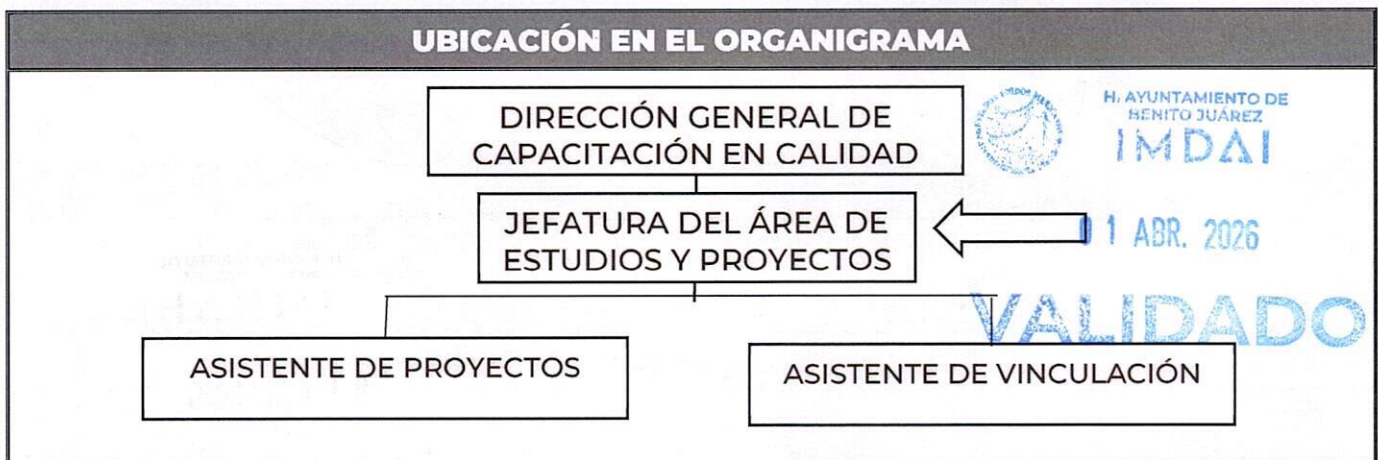 UBICACIÓN EN EL ORGANIGRAMA
DIRECCIÓN GENERAL DE
CAPACITACIÓN EN CALIDAD
H. AYUNTAMIENTO DE
BENITO JUÁREZ
IMDAI
JEFATURA DEL ÁREA DE
ESTUDIOS Y PROYECTOS
01 ABR. 2026
VALIDADO
ASISTENTE DE PROYECTOS
ASISTENTE DE VINCULACIÓN